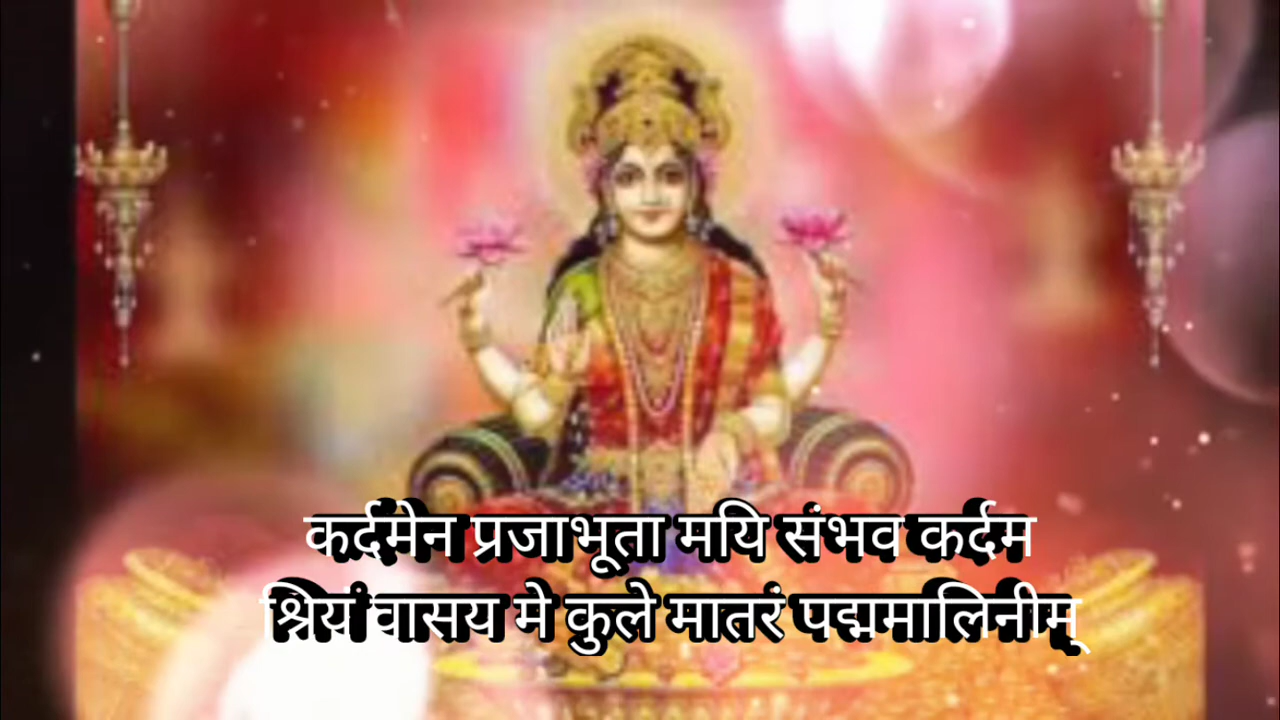 कर्दमेन प्रजाभूता मयि संभव कर्दम
श्रियं वासय मे कुले मातरं पद्ममालिनीम्